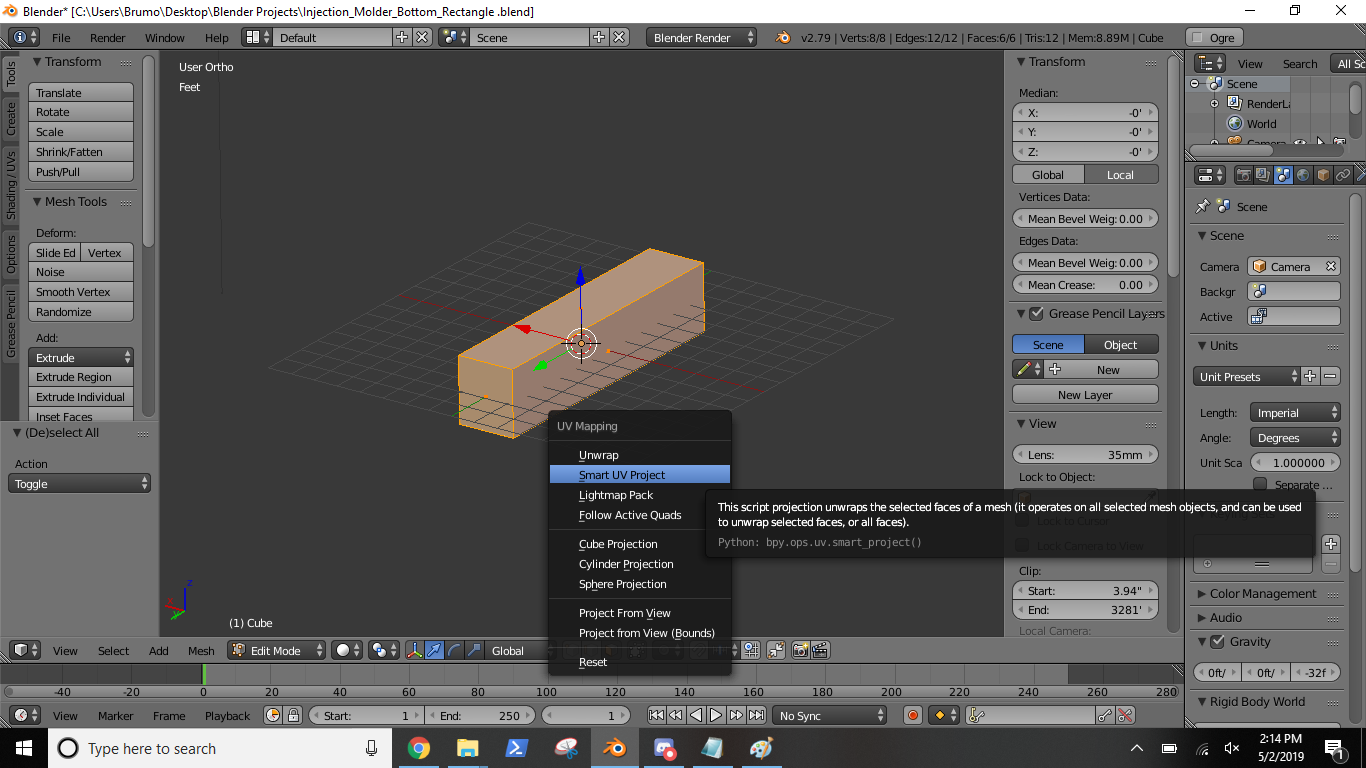 Blender* [C:\Users\Brumo\Desktop\Blender Projects\Injection_Molder_Bottom_Rectangle .blend]
File Render Window Help Default Scene Blender Render v2.79 | Verts:8/8 | Edges:12/12 | Faces:6/6 | Tris:12 | Mem:8.89M | Cube Ogre
Tools
Create
Shading / UVs
Options
Grease Pencil
Transform
Translate
Rotate
Scale
Shrink/Fatten
Push/Pull
Mesh Tools
Deform:
Slide Ed Vertex
Noise
Smooth Vertex
Randomize
Add:
Extrude
Extrude Region
Extrude Individual
Inset Faces
(De)select All
Action
Toggle
User Ortho
Feet
(1) Cube
UV Mapping
Unwrap
Smart UV Project
Lightmap Pack
Follow Active Quads
Cube Projection
Cylinder Projection
Sphere Projection
Project From View
Project from View (Bounds)
Reset
This script projection unwraps the selected faces of a mesh (it operates on all selected mesh objects, and can be used
to unwrap selected faces, or all faces).
Python: bpy.ops.uv.smart_project()
Transform
Median:
X: -0'
Y: -0'
Z: -0'
Global Local
Vertices Data:
Mean Bevel Weig: 0.00
Edges Data:
Mean Bevel Weig: 0.00
Mean Crease: 0.00
Grease Pencil Layers
Scene Object
New
New Layer
View
Lens: 35mm
Lock to Object:
Lock to Cursor
Lock Camera to View
Clip:
Start: 3.94"
End: 3281'
Local Camera:
View Search All Sc
Scene
RenderLa
World
Camera
Scene
Scene
Camera Camera
Backgr
Active
Units
Unit Presets
Length: Imperial
Angle: Degrees
Unit Sca 1.000000
Separate ...
Color Management
Audio
Gravity
0ft/ 0ft/ -32f
Rigid Body World
View Select Add Mesh Edit Mode Global
-40 -20 0 20 40 60 80 100 120 140 160 180 200 220 240 260 280
View Marker Frame Playback Start: 1 End: 250 1 No Sync
Type here to search
2:14 PM
5/2/2019
1